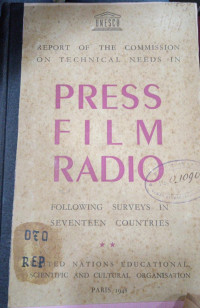 UNESCO
REPORT OF THE COMMISSION
ON TECHNICAL NEEDS IN
PRESS
FILM
RADIO
FOLLOWING SURVEYS IN
SEVENTEEN COUNTRIES
070
REP
UNITED NATIONS EDUCATIONAL,
SCIENTIFIC AND CULTURAL ORGANISATION
PARIS, 1948